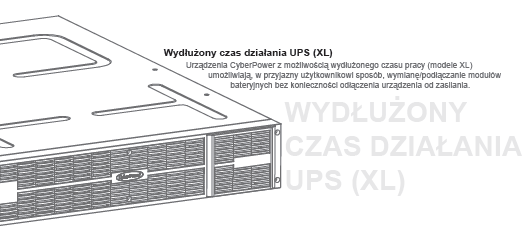 Wydłużony czas działania UPS (XL)
Urządzenia CyberPower z możliwością wydłużonego czasu pracy (modele XL)
umożliwiają, w przyjazny użytkownikowi sposób, wymianę/podłączanie modułów
bateryjnych bez konieczności odłączenia urządzenia od zasilania.
WYDŁUŻONY
CZAS DZIAŁANIA
UPS (XL)